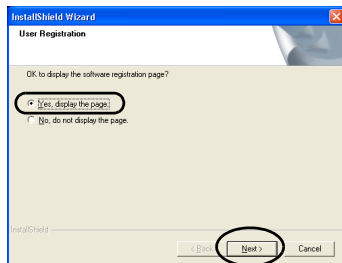 InstallShield Wizard
User Registration
OK to display the software registration page?
Yes, display the page.
No, do not display the page.
InstallShield
< Back Next > Cancel